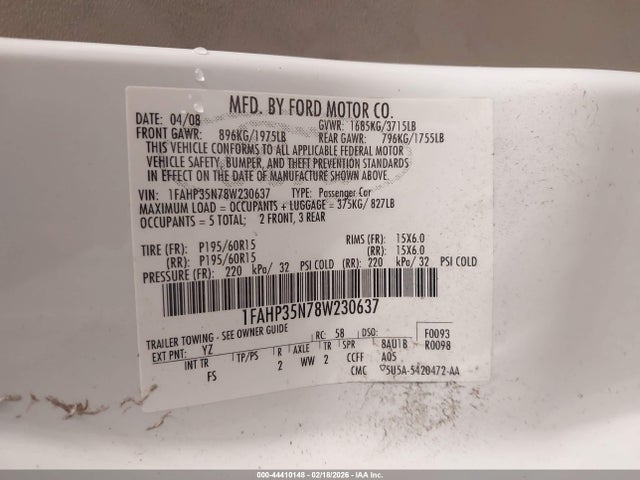 MFD. BY FORD MOTOR CO.
DATE: 04/08 GVWR: 1685KG/3715LB
FRONT GAWR: 896KG/1975LB REAR GAWR: 796KG/1755LB
THIS VEHICLE CONFORMS TO ALL APPLICABLE FEDERAL MOTOR
VEHICLE SAFETY, BUMPER, AND THEFT PREVENTION STANDARDS
IN EFFECT ON THE DATE OF MANUFACTURE SHOWN ABOVE.
VIN: 1FAHP35N78W230637 TYPE: Passenger Car
MAXIMUM LOAD = OCCUPANTS + LUGGAGE = 375KG/ 827LB
OCCUPANTS = 5 TOTAL; 2 FRONT, 3 REAR
TIRE (FR): P195/60R15 RIMS (FR): 15X6.0
(RR): P195/60R15 (RR): 15X6.0
PRESSURE (FR): 220 kPa/ 32 PSI COLD (RR): 220 kPa/ 32 PSI COLD
1FAHP35N78W230637
TRAILER TOWING - SEE OWNER GUIDE RC: 58 DSO: F0093
EXT PNT: YZ 8AU1B R0098
INT TR TP/PS R AXLE TR SPR A05
FS 2 WW 2 CCFF
CMC 5U5A-5420472-AA
000-44410148 - 02/18/2026 - IAA Inc.